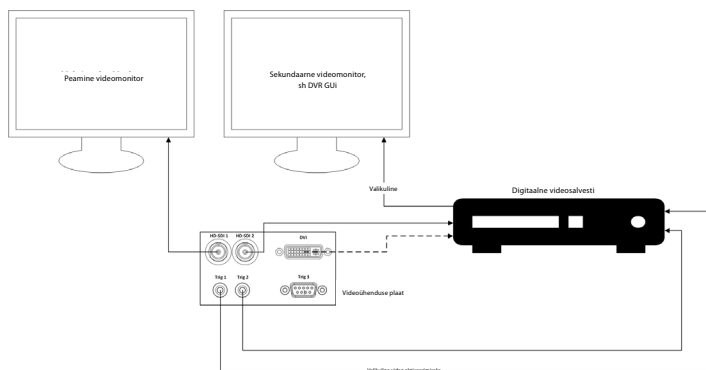 Peamine videomonitor
Sekundaarne videomonitor,
sh DVR GUi
Valikuline
Digitaalne videosalvesti
HD-SDI 1
HD-SDI 2
DVI
Trig 1
Trig 2
Trig 3
Videoühenduse plaat